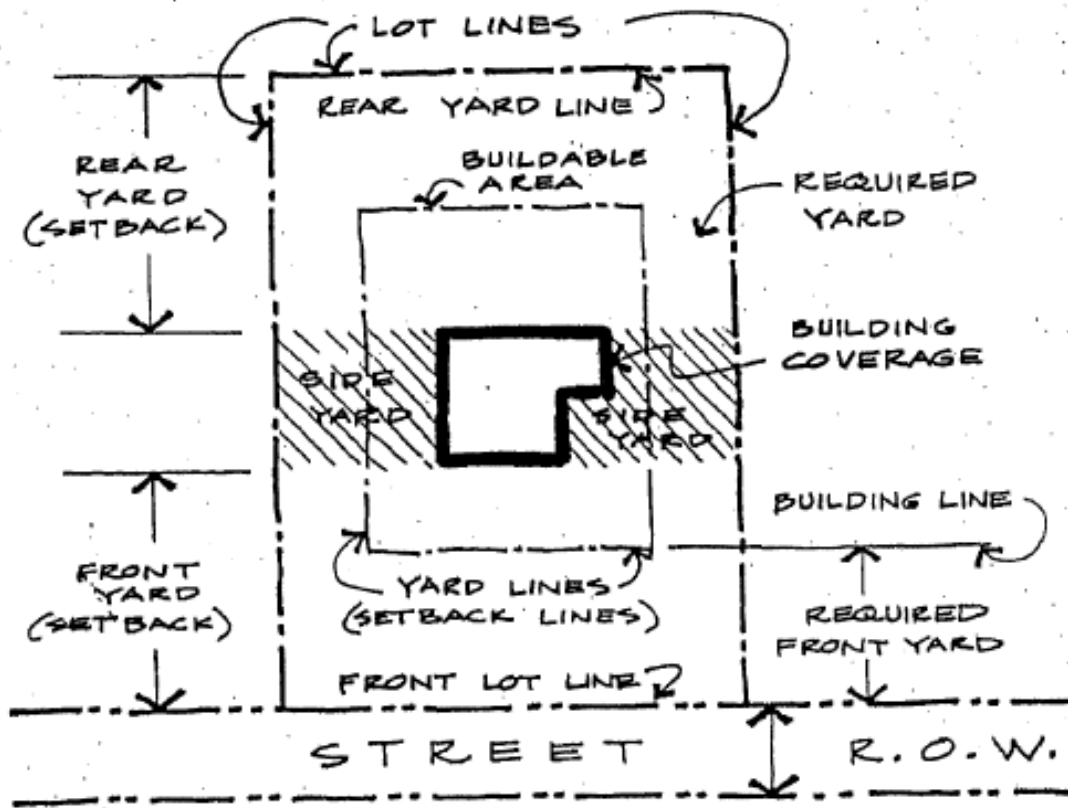 LOT LINES
REAR YARD LINE
REAR
YARD
(SETBACK)
BUILDABLE
AREA
REQUIRED
YARD
BUILDING
COVERAGE
SIDE
YARD
SIDE
YARD
BUILDING LINE
FRONT
YARD
(SETBACK)
YARD LINES
(SETBACK LINES)
REQUIRED
FRONT YARD
FRONT LOT LINE
STREET
R.O.W.